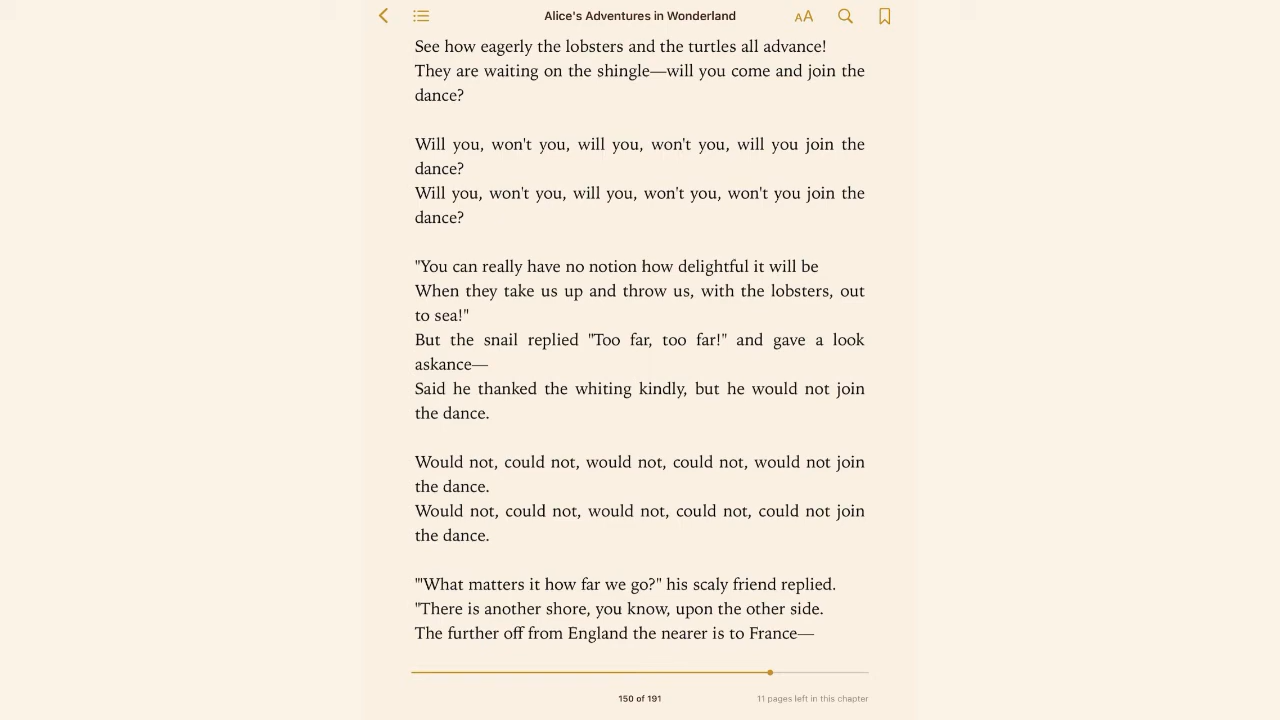 Alice's Adventures in Wonderland
AA
See how eagerly the lobsters and the turtles all advance!
They are waiting on the shingle—will you come and join the
dance?
Will you, won't you, will you, won't you, will you join the
dance?
Will you, won't you, will you, won't you, won't you join the
dance?
"You can really have no notion how delightful it will be
When they take us up and throw us, with the lobsters, out
to sea!"
But the snail replied "Too far, too far!" and gave a look
askance—
Said he thanked the whiting kindly, but he would not join
the dance.
Would not, could not, would not, could not, would not join
the dance.
Would not, could not, would not, could not, could not join
the dance.
"'What matters it how far we go?" his scaly friend replied.
"There is another shore, you know, upon the other side.
The further off from England the nearer is to France—
150 of 191
11 pages left in this chapter